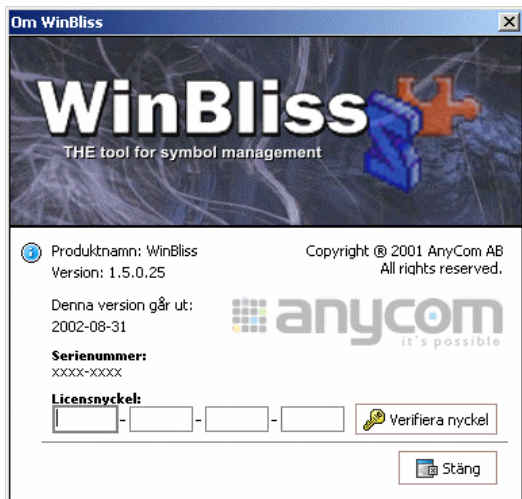 Om WinBliss
WinBliss
THE tool for symbol management
Produktnamn: WinBliss
Version: 1.5.0.25
Copyright ® 2001 AnyCom AB
All rights reserved.
Denna version går ut:
2002-08-31
anycom
it's possible
Serienummer:
xxxx-xxxx
Licensnyckel:
- - -
Verifiera nyckel
Stäng